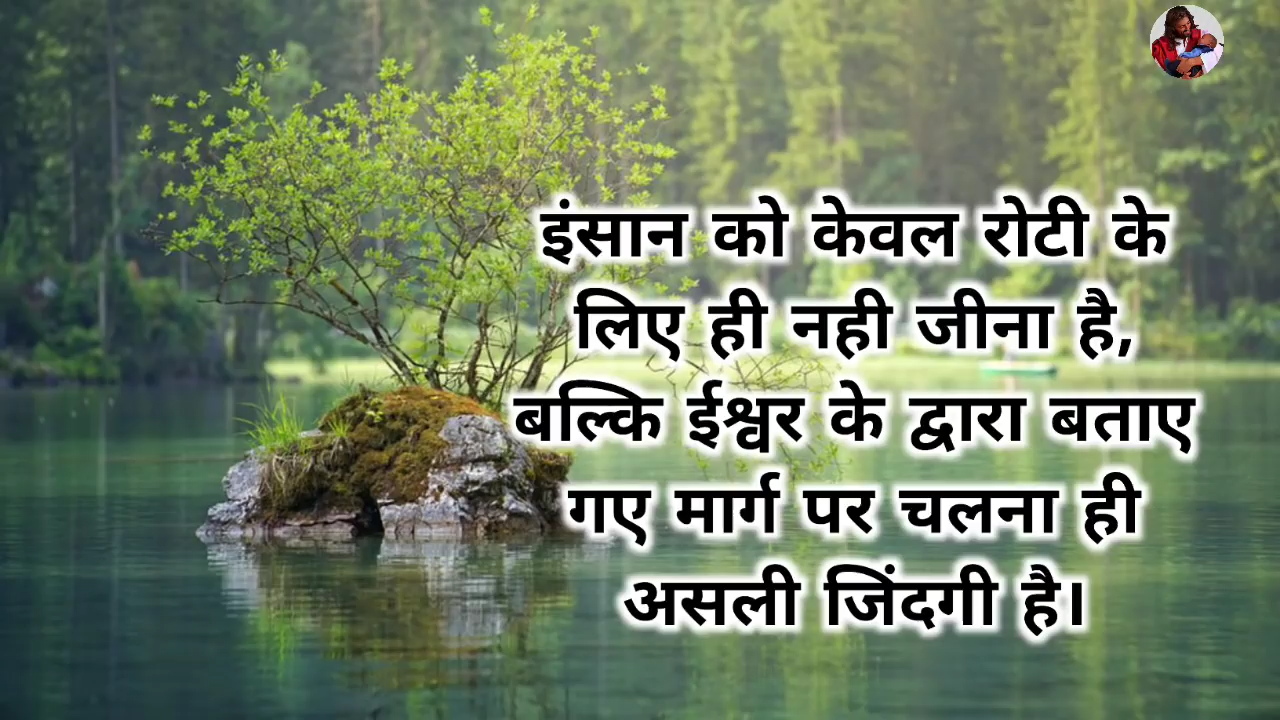 इंसान को केवल रोटी के
लिए ही नही जीना है,
बल्कि ईश्वर के द्वारा बताए
गए मार्ग पर चलना ही
असली जिंदगी है।